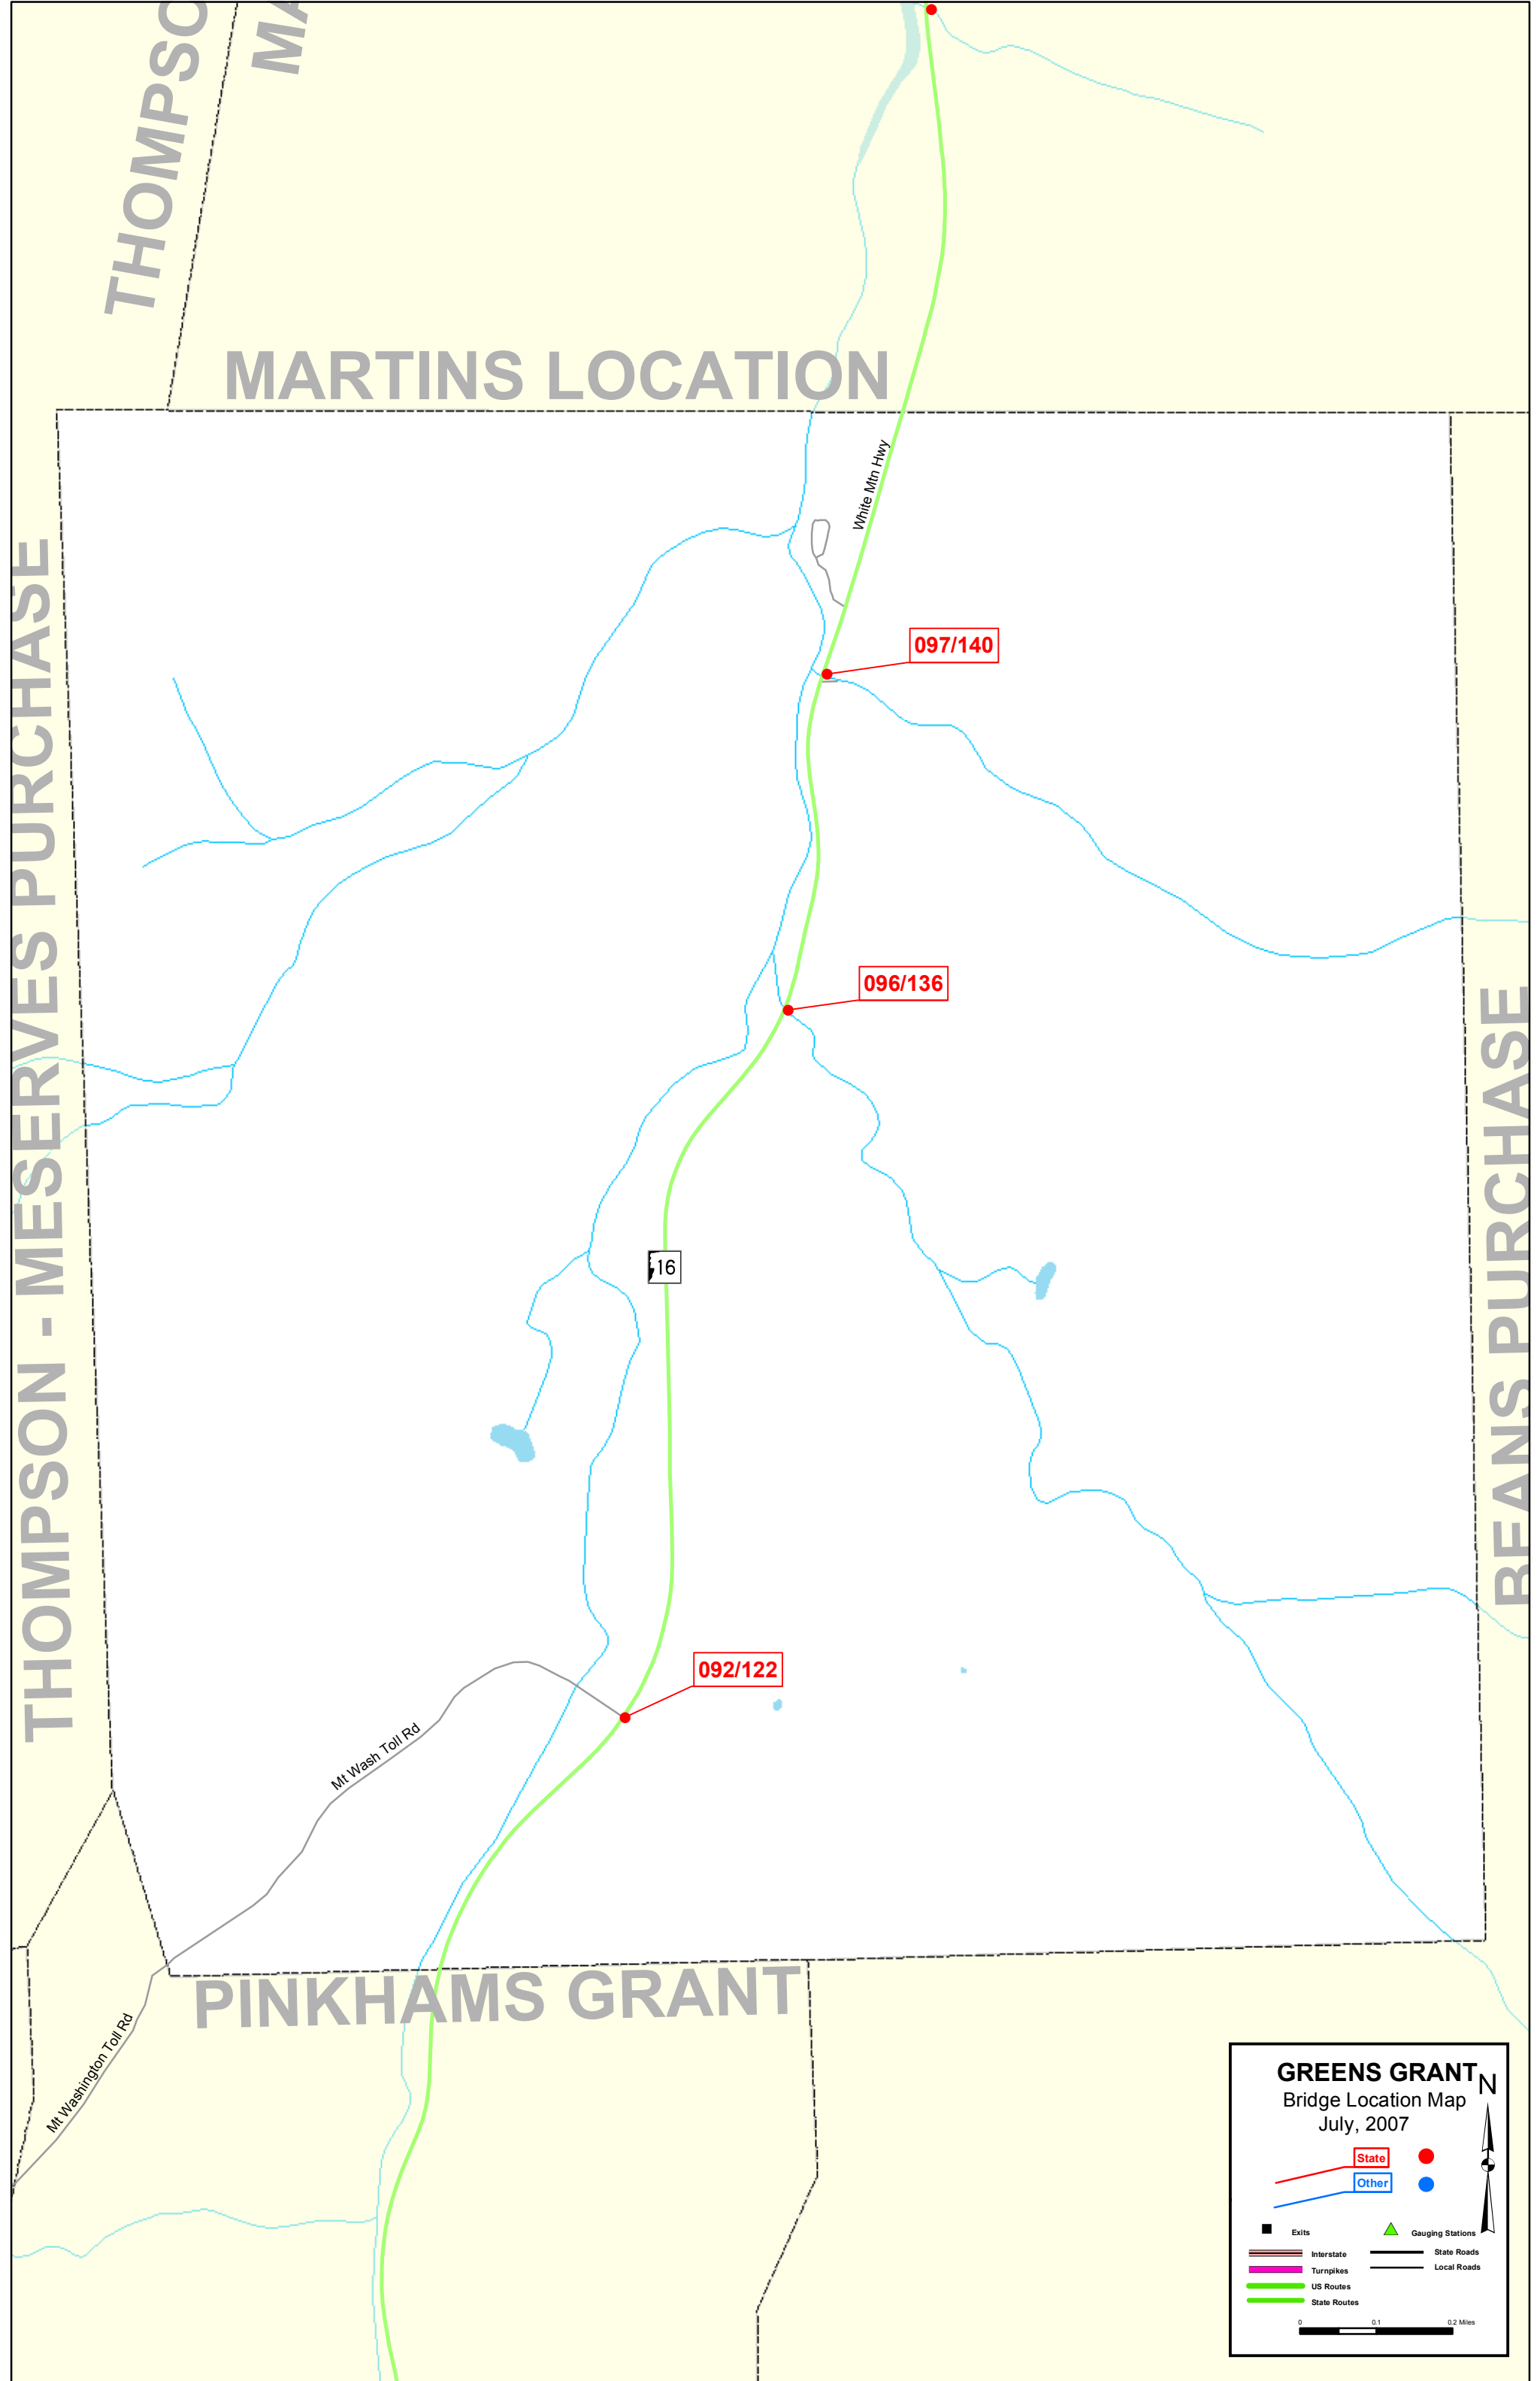 THOMPSO
MA
MARTINS LOCATION
White Mtn Hwy
097/140
THOMPSON - MESERVES PURCHASE
096/136
BEANS PURCHASE
16
092/122
Mt Wash Toll Rd
PINKHAMS GRANT
Mt Washington Toll Rd
GREENS GRANT
N
Bridge Location Map
July, 2007
State
Other
Exits
Gauging Stations
Interstate
State Roads
Turnpikes
Local Roads
US Routes
State Routes
0 0.1 0.2 Miles